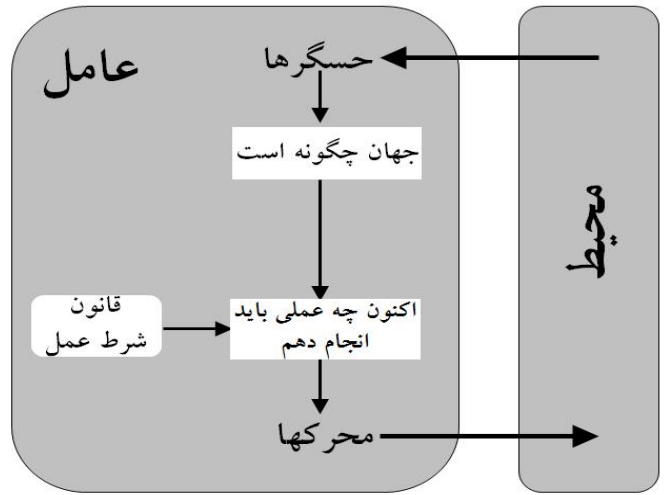 عامل
حسگرها
جهان چگونه است
محیط
قانون
شرط عمل
اکنون چه عملی باید
انجام دهم
محرکها